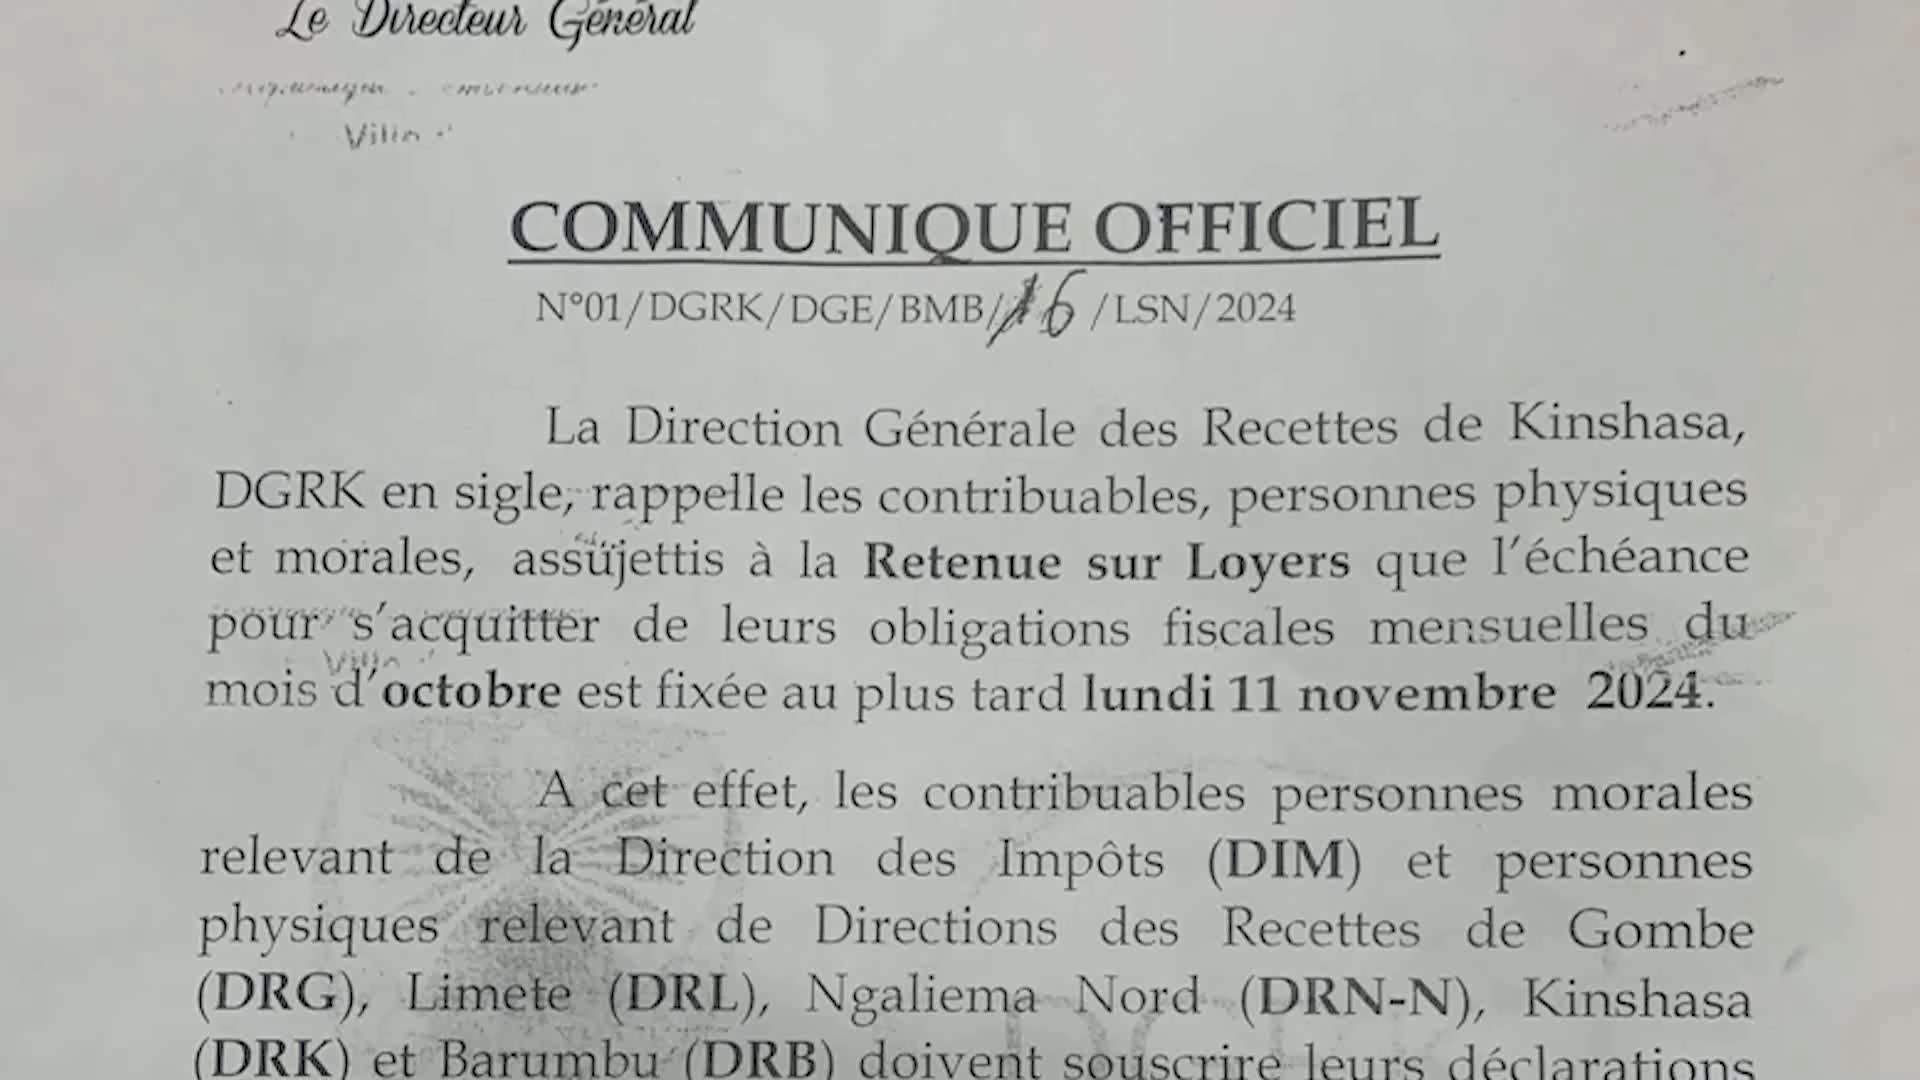 Le Directeur Général
COMMUNIQUE OFFICIEL
N°01/DGRK/DGE/BMB/16/LSN/2024
La Direction Générale des Recettes de Kinshasa,
DGRK en sigle, rappelle les contribuables, personnes physiques
et morales, assujettis à la Retenue sur Loyers que l'échéance
pour s'acquitter de leurs obligations fiscales mensuelles du
mois d'octobre est fixée au plus tard lundi 11 novembre 2024.
A cet effet, les contribuables personnes morales
relevant de la Direction des Impôts (DIM) et personnes
physiques relevant de Directions des Recettes de Gombe
(DRG), Limete (DRL), Ngaliema Nord (DRN-N), Kinshasa
(DRK) et Barumbu (DRB) doivent souscrire leurs déclarations